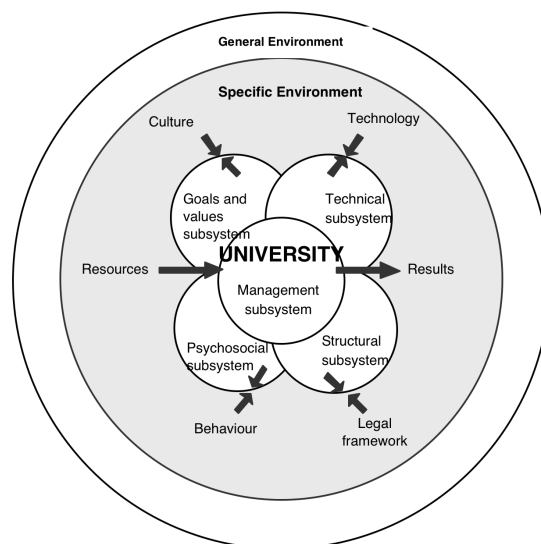 General Environment
Specific Environment
Culture
Technology
Goals and
values
subsystem
Technical
subsystem
UNIVERSITY
Resources
Results
Management
subsystem
Psychosocial
subsystem
Structural
subsystem
Behaviour
Legal
framework